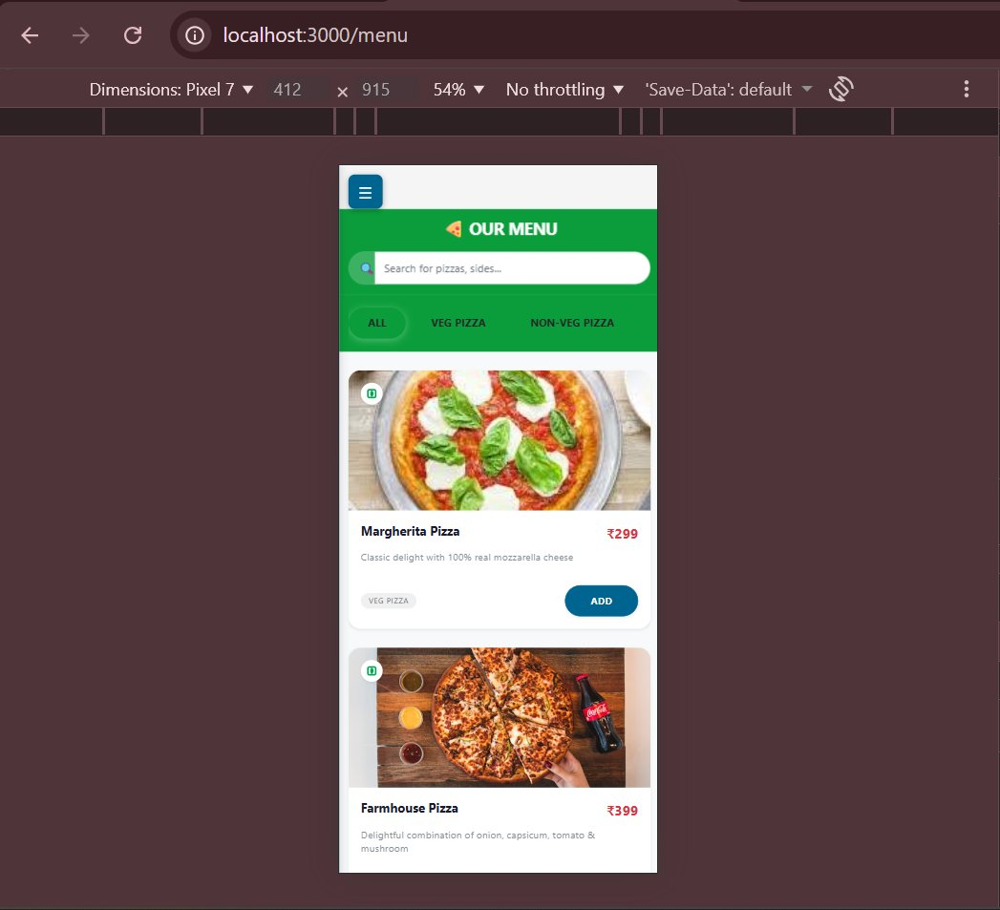 localhost:3000/menu
Dimensions: Pixel 7 ▼ 412 × 915 54% ▼ No throttling ▼ 'Save-Data': default ▼
☰
🍕 OUR MENU
🔍 Search for pizzas, sides...
ALL VEG PIZZA NON-VEG PIZZA
Margherita Pizza ₹299
Classic delight with 100% real mozzarella cheese
VEG PIZZA ADD
Coca-Cola
Farmhouse Pizza ₹399
Delightful combination of onion, capsicum, tomato &
mushroom